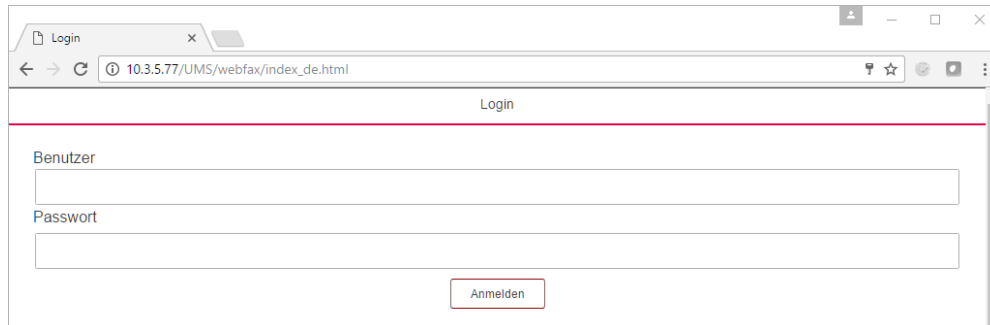 Login
10.3.5.77/UMS/webfax/index_de.html
Login
Benutzer
Passwort
Anmelden